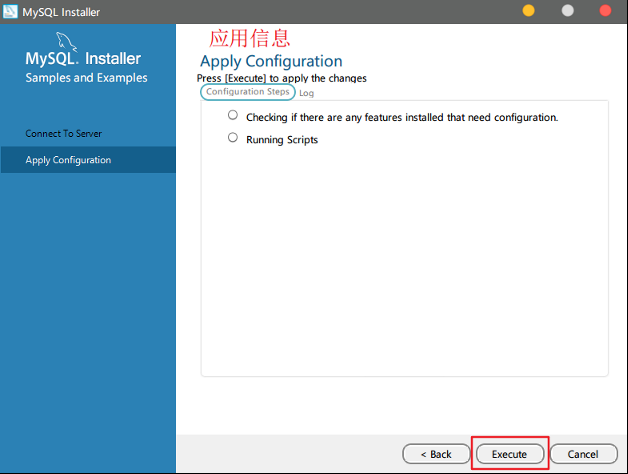 MySQL Installer
MySQL. Installer
Samples and Examples
Connect To Server
Apply Configuration
应用信息
Apply Configuration
Press [Execute] to apply the changes
Configuration Steps Log
Checking if there are any features installed that need configuration.
Running Scripts
< Back Execute Cancel